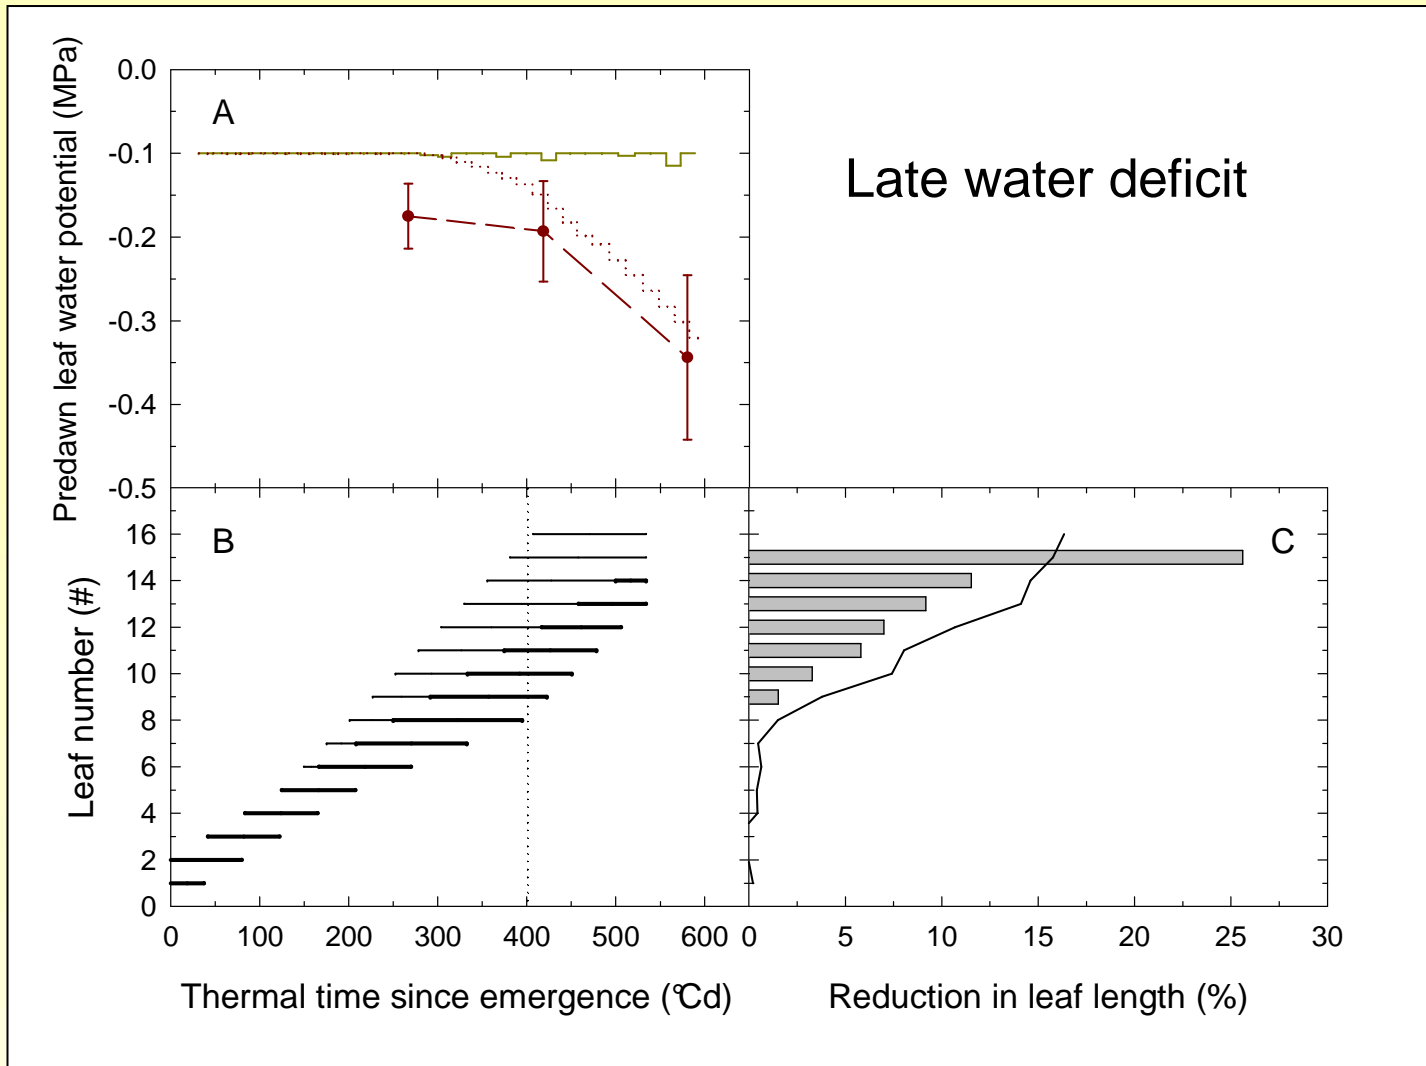 Late water deficit
Predawn leaf water potential (MPa)
0.0
-0.1
-0.2
-0.3
-0.4
-0.5
A
Leaf number (#)
16
14
12
10
8
6
4
2
0
B
0 100 200 300 400 500 600
Thermal time since emergence (°Cd)
C
0 5 10 15 20 25 30
Reduction in leaf length (%)